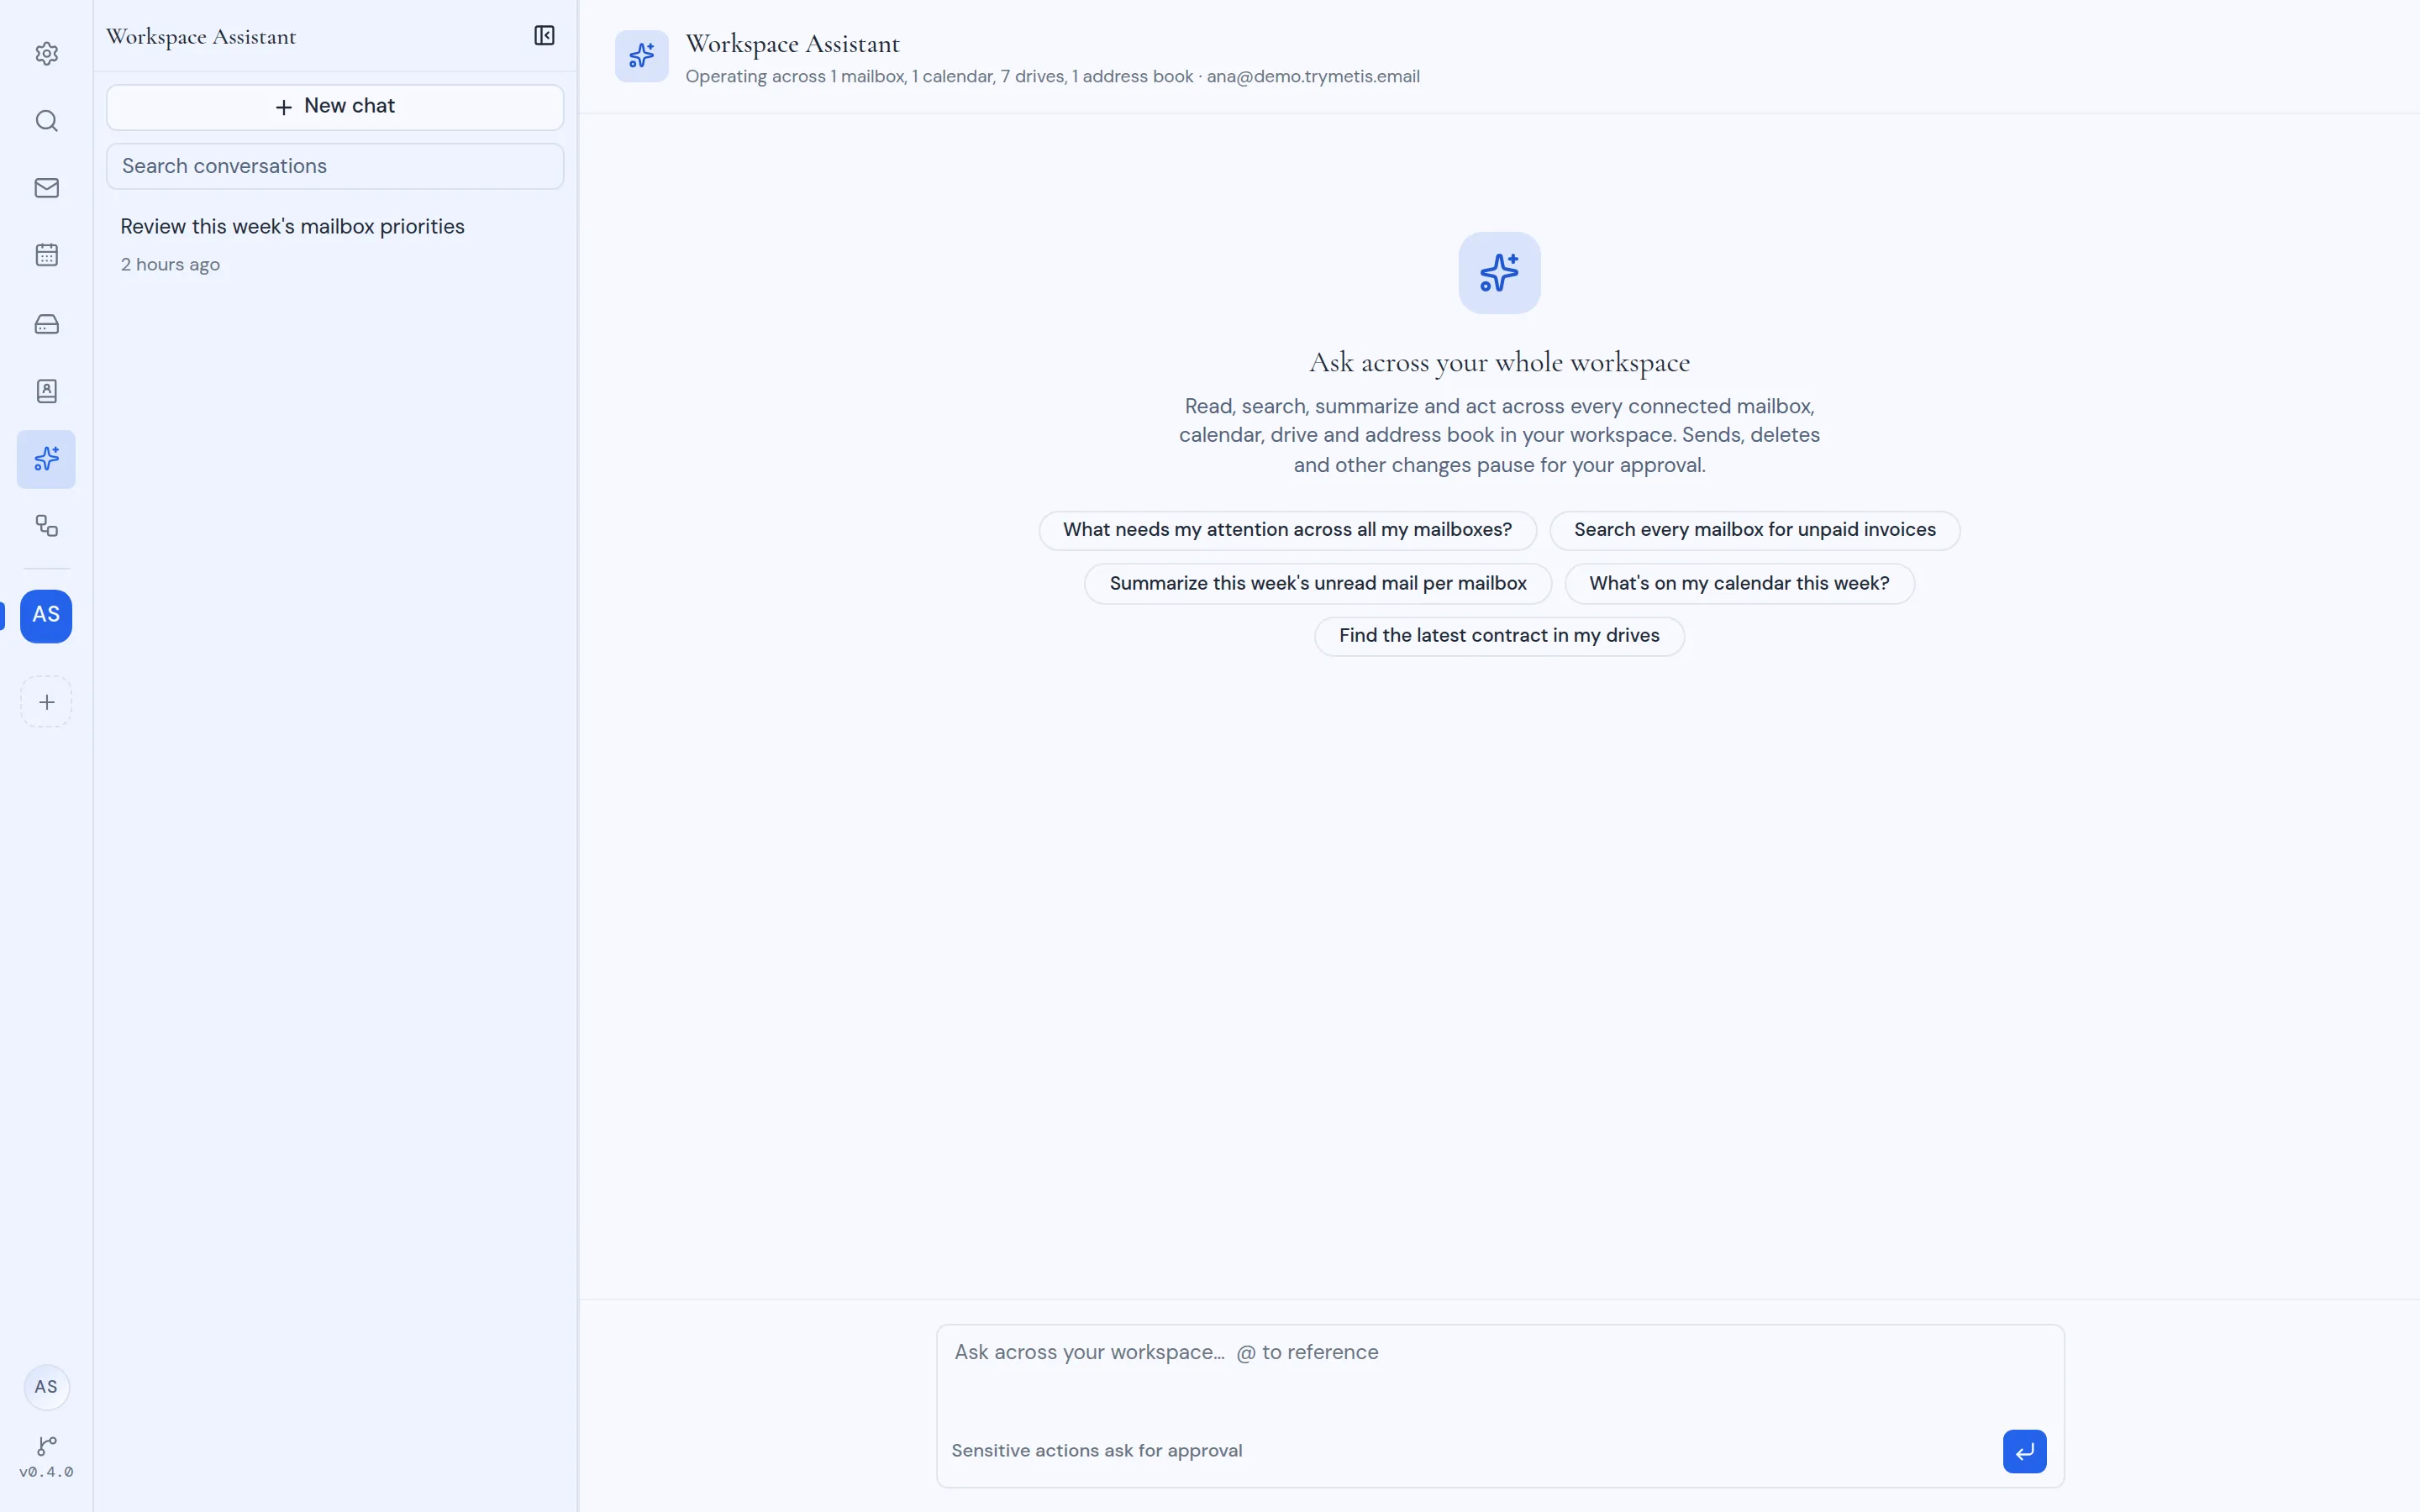 Workspace Assistant
New chat
Search conversations
Review this week's mailbox priorities
2 hours ago
AS
AS
v0.4.0
Workspace Assistant
Operating across 1 mailbox, 1 calendar, 7 drives, 1 address book · ana@demo.trymetis.email
Ask across your whole workspace
Read, search, summarize and act across every connected mailbox,
calendar, drive and address book in your workspace. Sends, deletes
and other changes pause for your approval.
What needs my attention across all my mailboxes?
Search every mailbox for unpaid invoices
Summarize this week's unread mail per mailbox
What's on my calendar this week?
Find the latest contract in my drives
Ask across your workspace... @ to reference
Sensitive actions ask for approval